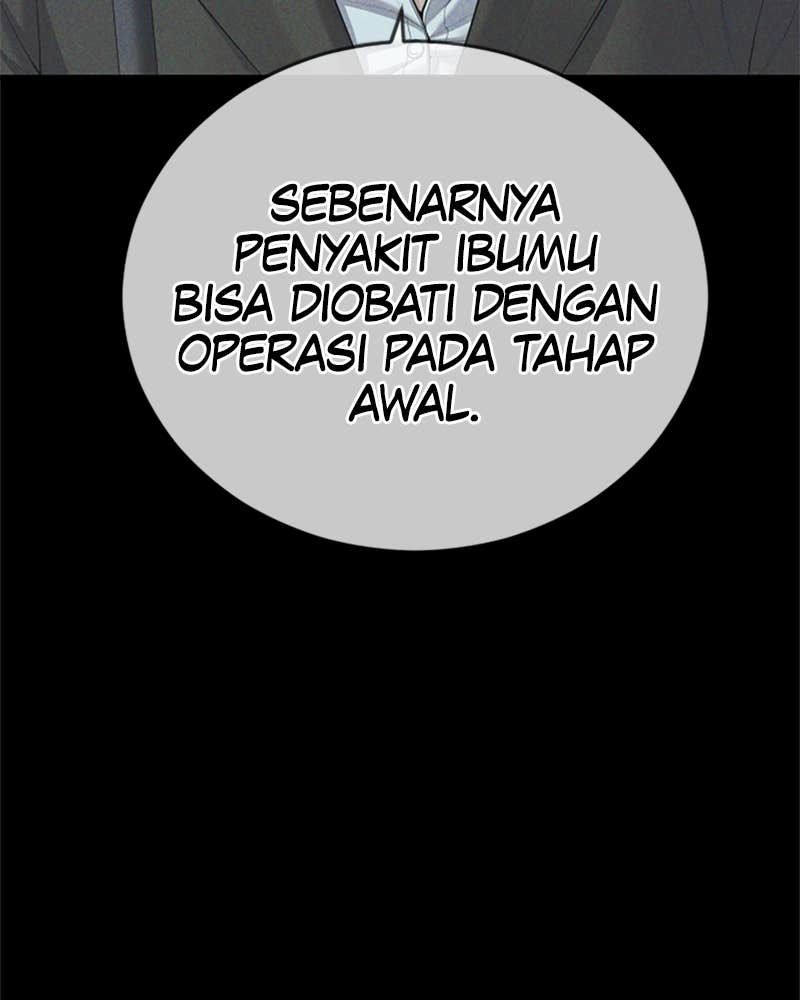 SEBENARNYA
PENYAKIT IBUMU
BISA DIOBATI DENGAN
OPERASI PADA TAHAP
AWAL.